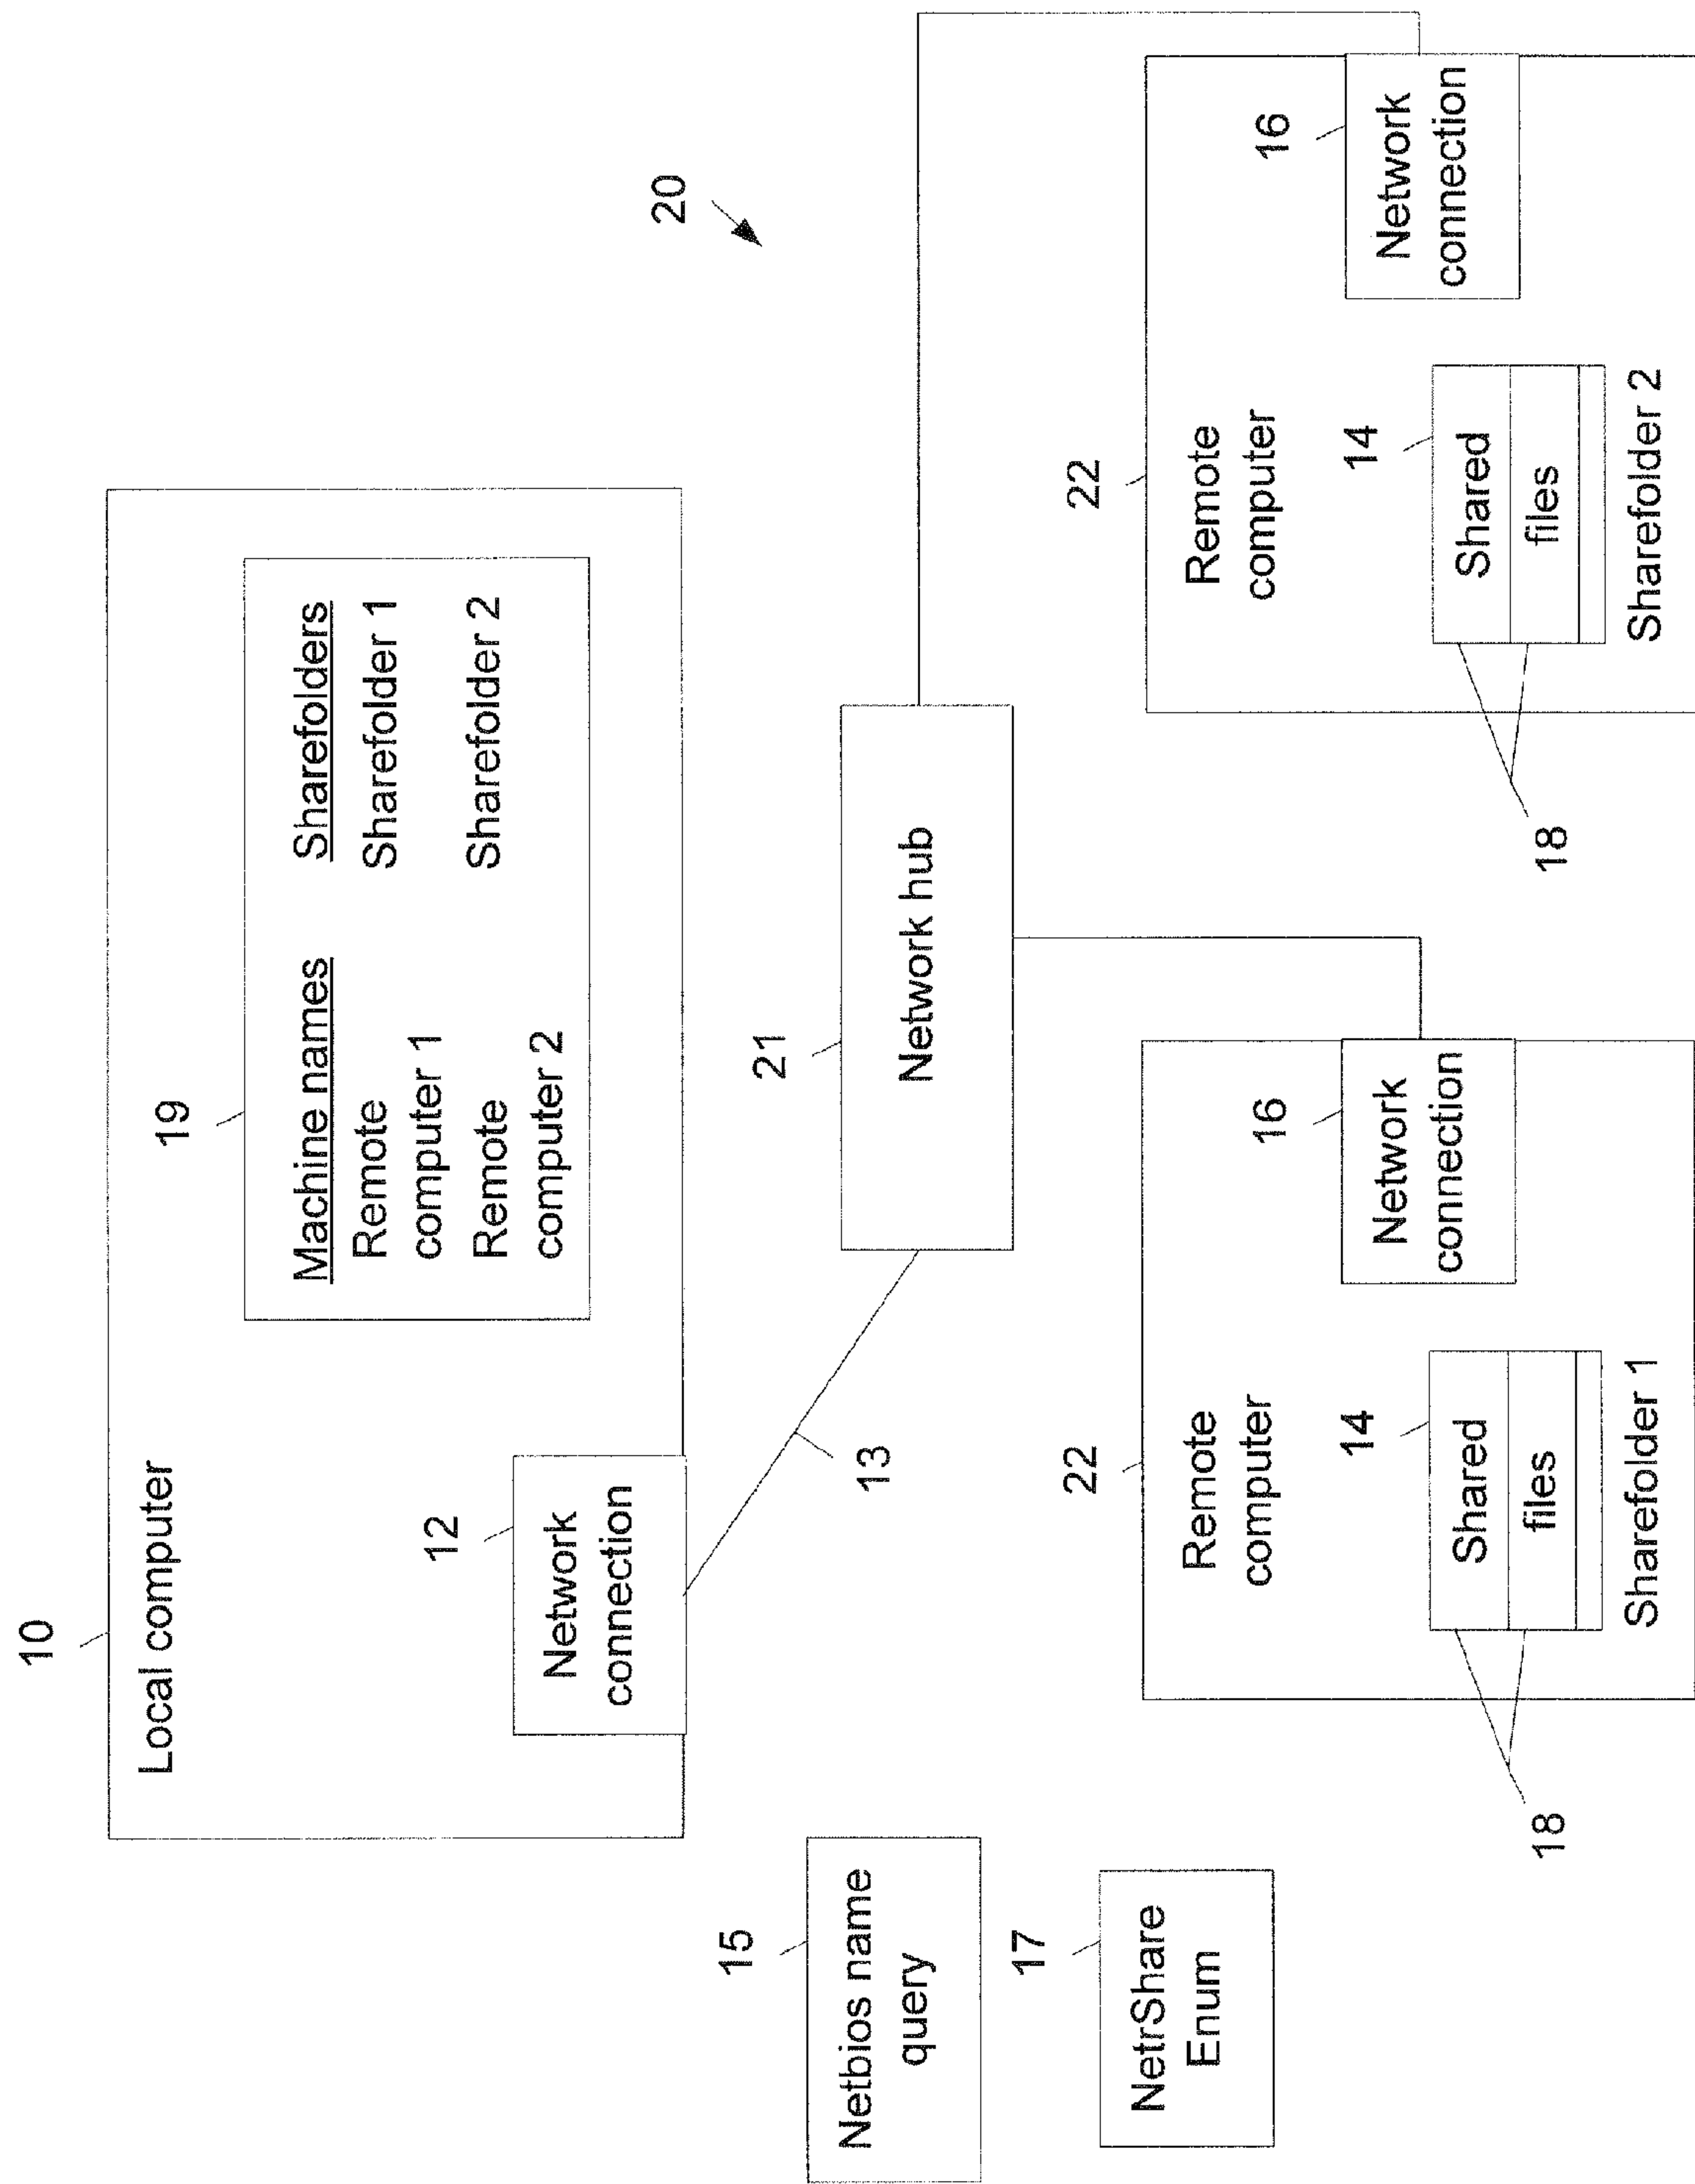 10
Local computer
19
Machine names Sharefolders
Remote Sharefolder 1
computer 1
Remote Sharefolder 2
computer 2
12
Network
connection
20
15
Netbios name
query
13
21
Network hub
17
NetrShare
Enum
22
Remote
computer
16
Network
connection
14
Shared
files
18
Sharefolder 1
22
Remote
computer
16
Network
connection
14
Shared
files
18
Sharefolder 2